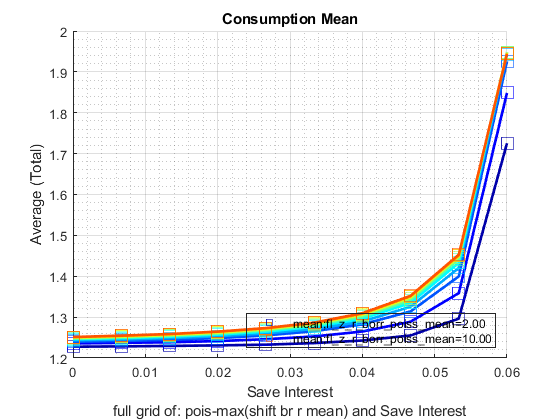 Consumption Mean
2
1.9
1.8
1.7
1.6
1.5
1.4
1.3
1.2
Average (Total)
mean:fl_z_r_borr_poiss_mean=2.00
mean:fl_z_r_borr_poiss_mean=10.00
0 0.01 0.02 0.03 0.04 0.05 0.06
Save Interest
full grid of: pois-max(shift br r mean) and Save Interest